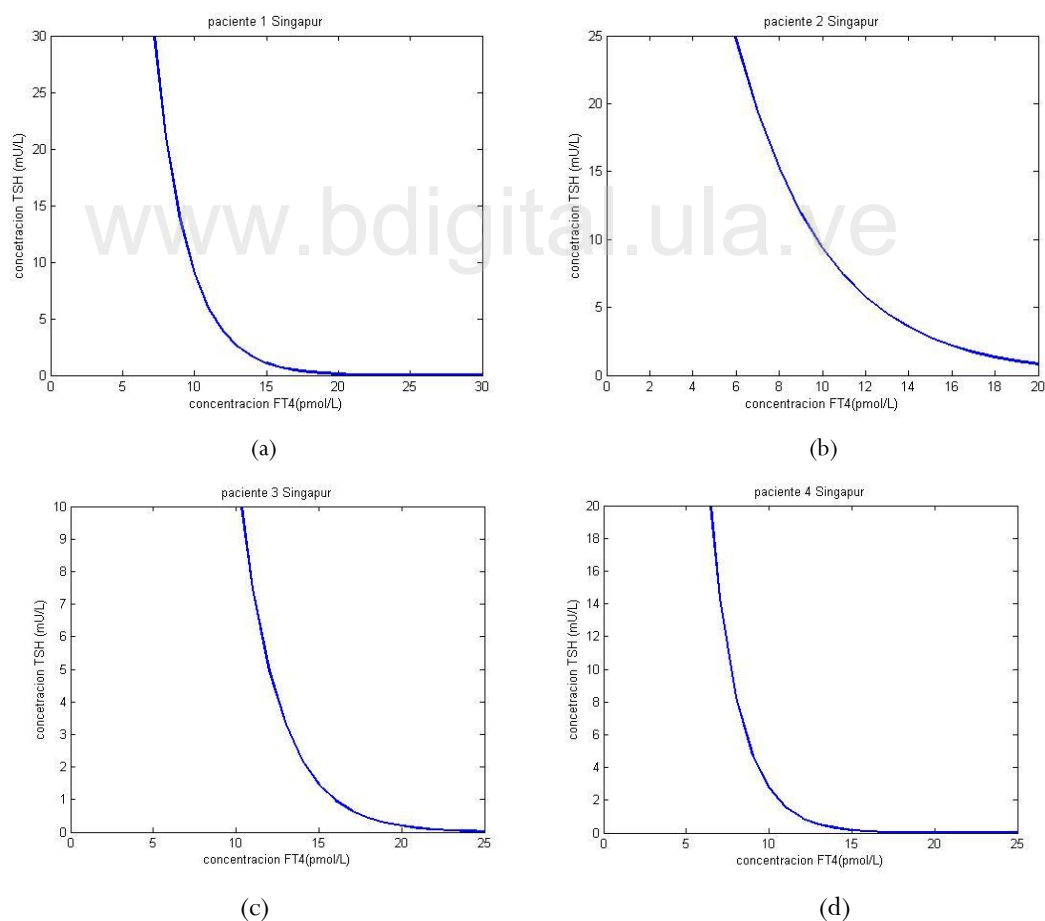 paciente 1 Singapur
30
25
20
15
10
5
0
concetracion TSH (mU/L)
0 5 10 15 20 25 30
concentracion FT4(pmol/L)
(a)
paciente 2 Singapur
25
20
15
10
5
0
concetracion TSH (mU/L)
0 2 4 6 8 10 12 14 16 18 20
concentracion FT4(pmol/L)
(b)
www.bdigital.ula.ve
paciente 3 Singapur
10
9
8
7
6
5
4
3
2
1
0
concetracion TSH (mU/L)
0 5 10 15 20 25
concentracion FT4(pmol/L)
(c)
paciente 4 Singapur
20
18
16
14
12
10
8
6
4
2
0
concetracion TSH (mU/L)
0 5 10 15 20 25
concentracion FT4(pmol/L)
(d)